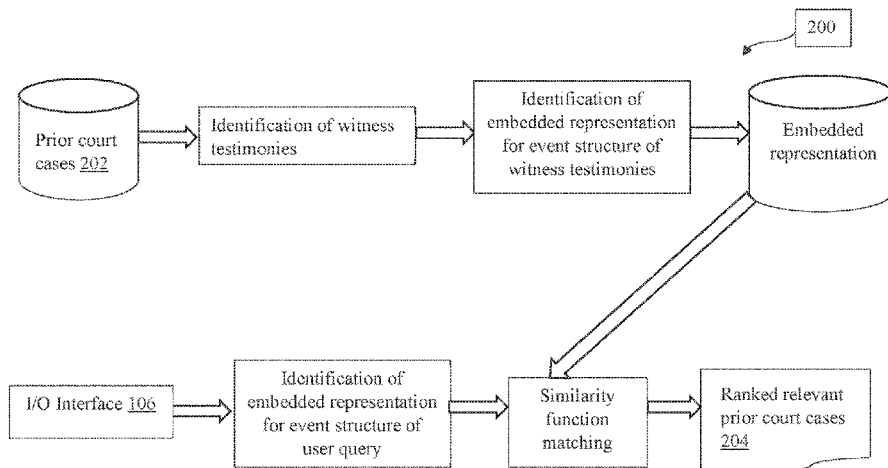 200
Prior court
cases 202
Identification of witness
testimonies
Identification of
embedded representation
for event structure of
witness testimonies
Embedded
representation
I/O Interface 106
Identification of
embedded representation
for event structure of
user query
Similarity
function
matching
Ranked relevant
prior court cases
204